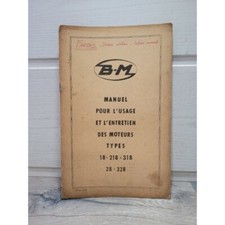 B-M
MANUEL
POUR L'USAGE
ET L'ENTRETIEN
DES MOTEURS
TYPES
1B - 21B - 31B
2B - 32B